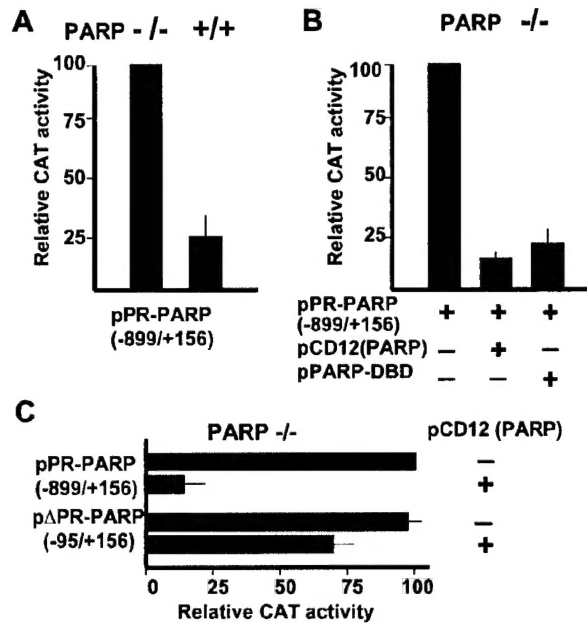 A
PARP - /- +/+
Relative CAT activity
100
75
50
25
pPR-PARP
(-899/+156)
B
PARP -/-
Relative CAT activity
100
75
50
25
pPR-PARP + + +
(-899/+156)
pCD12(PARP) – + –
pPARP-DBD – – +
C
PARP -/- pCD12 (PARP)
pPR-PARP –
(-899/+156) +
pΔPR-PARP –
(-95/+156) +
0 25 50 75 100
Relative CAT activity